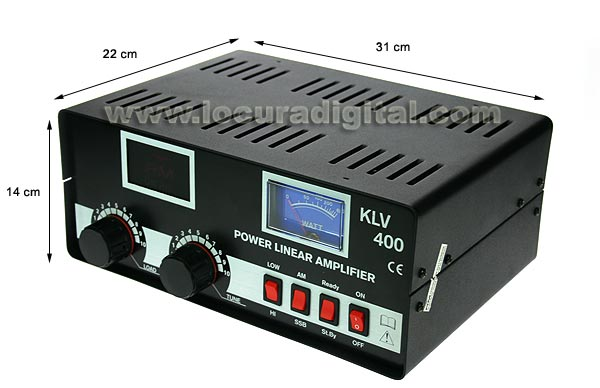 22 cm
31 cm
14 cm
www.locuradigital.com
WATT
KLV
400
CE
POWER LINEAR AMPLIFIER
LOAD
TUNE
LOW AM Ready ON
HI SSB St.By OFF